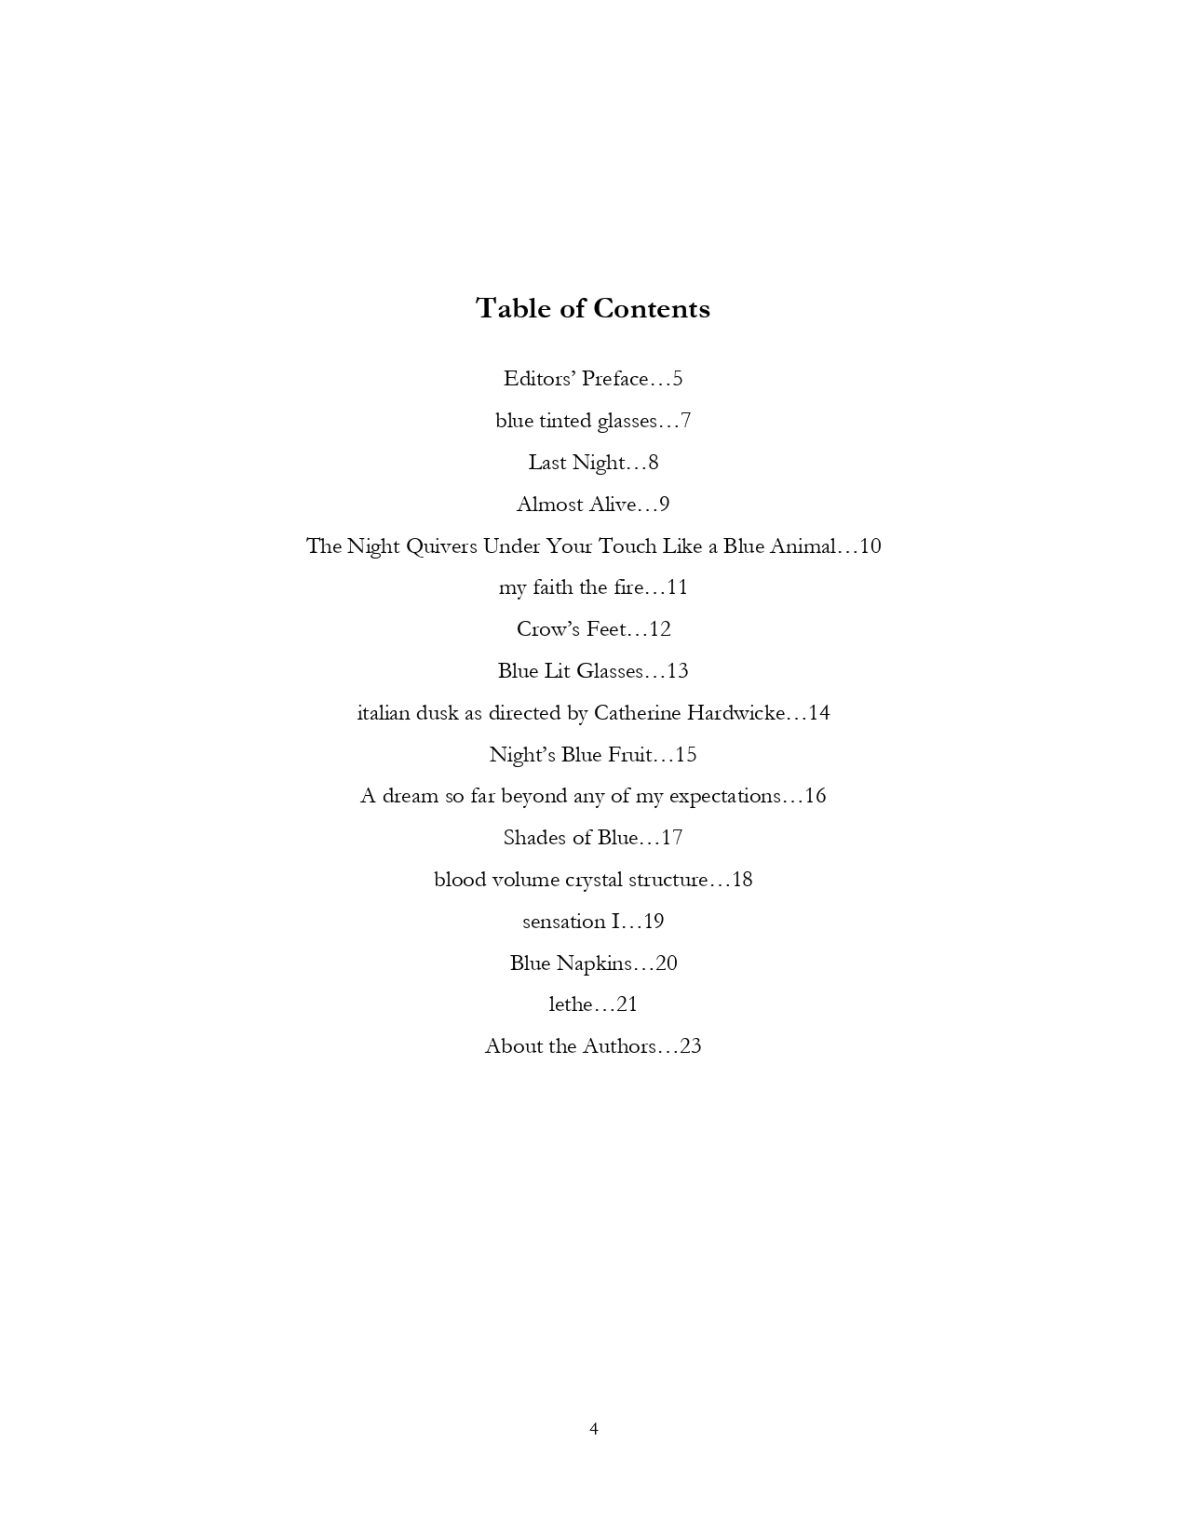 Table of Contents
Editors’ Preface…5
blue tinted glasses…7
Last Night…8
Almost Alive…9
The Night Quivers Under Your Touch Like a Blue Animal…10
my faith the fire…11
Crow’s Feet…12
Blue Lit Glasses…13
italian dusk as directed by Catherine Hardwicke…14
Night’s Blue Fruit…15
A dream so far beyond any of my expectations…16
Shades of Blue…17
blood volume crystal structure…18
sensation I…19
Blue Napkins…20
lethe…21
About the Authors…23
4